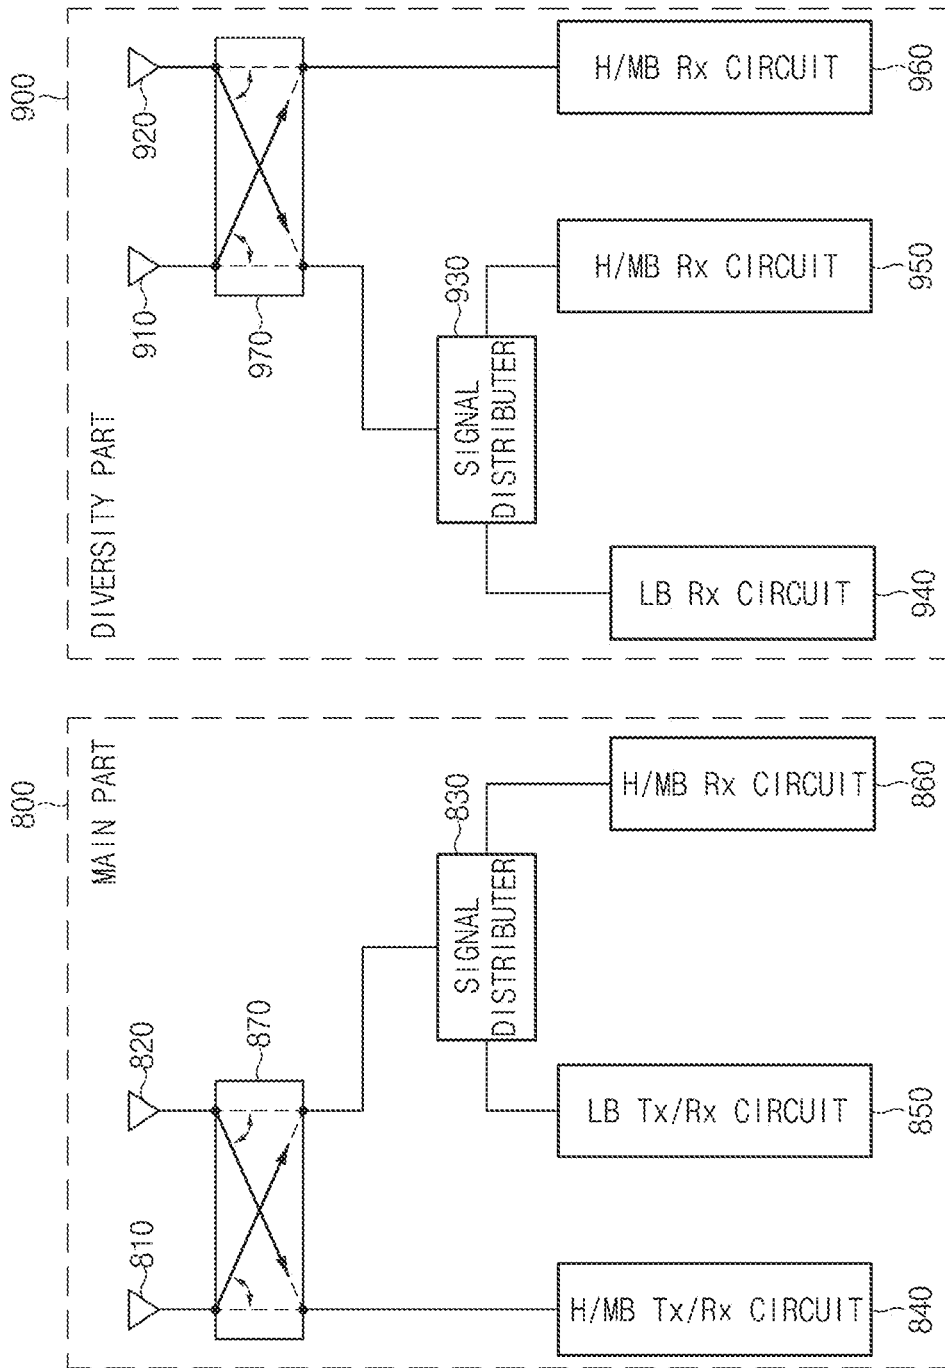 800
MAIN PART
810
820
870
830
SIGNAL
DISTRIBUTER
H/MB Tx/Rx CIRCUIT
840
LB Tx/Rx CIRCUIT
850
H/MB Rx CIRCUIT
860
900
DIVERSITY PART
910
920
970
930
SIGNAL
DISTRIBUTER
LB Rx CIRCUIT
940
H/MB Rx CIRCUIT
950
H/MB Rx CIRCUIT
960